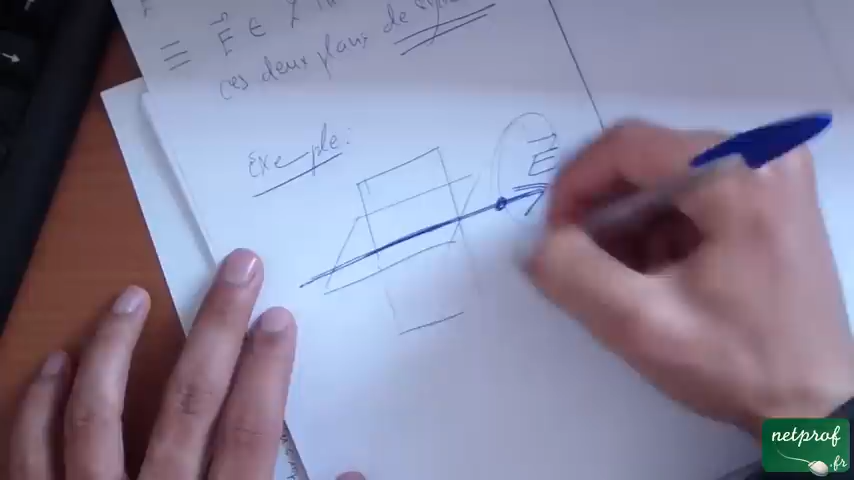 ≡ E⃗ ∈
ces deux plans de
Exemple:
E⃗
netprof
.fr